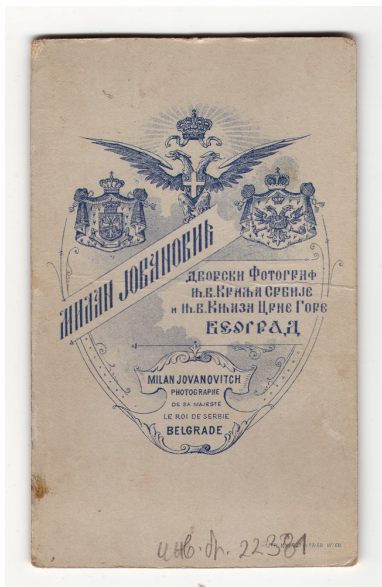 МИЛАН ЈОВАНОВИЋ
ДВОРСКИ ФОТОГРАФ
Њ.В.КРАЉА СРБИЈЕ
И Њ.В.КЊАЗА ЦРНЕ ГОРЕ
БЕОГРАД
MILAN JOVANOVITCH
PHOTOGRAPHE
DE SA MAJESTÉ
LE ROI DE SERBIE
BELGRADE
инв. бр. 22381